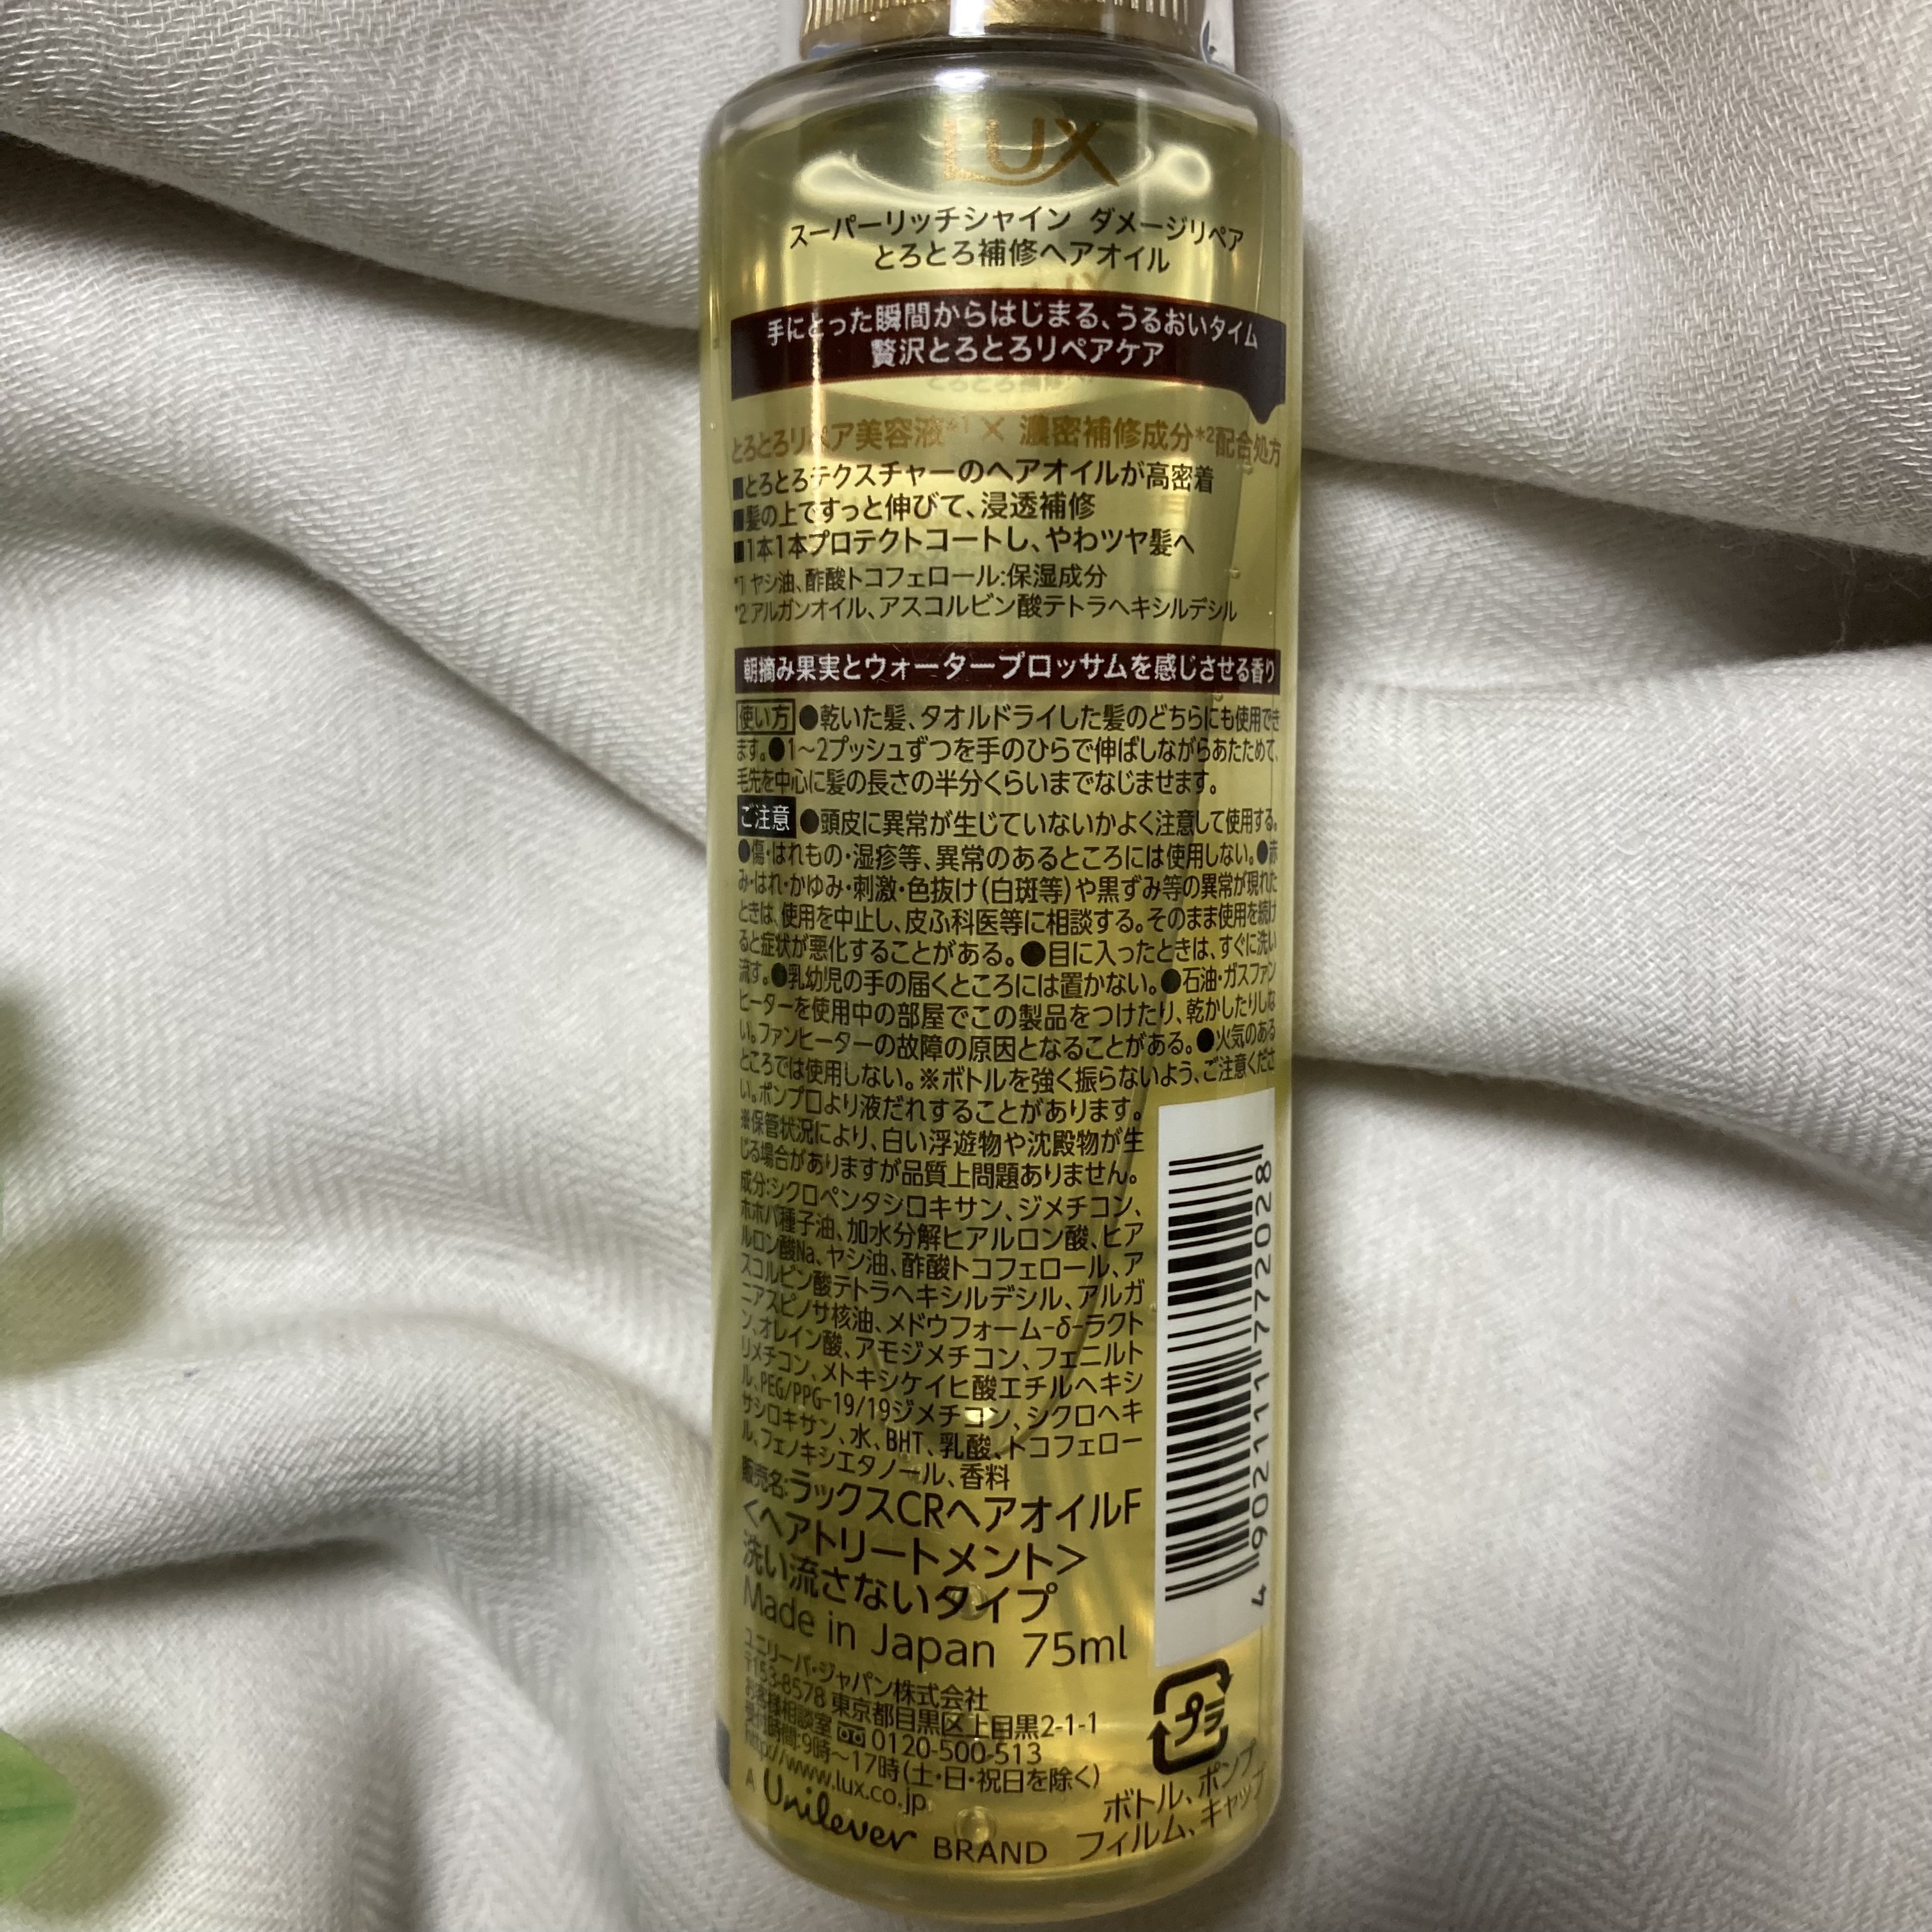 LUX
スーパーリッチシャイン ダメージリペア
とろとろ補修ヘアオイル
手にとった瞬間からはじまる、うるおいタイム
贅沢とろとろリペアケア
とろとろリペア美容液*1 × 濃密補修成分*2配合処方
■とろとろテクスチャーのヘアオイルが高密着
■髪の上ですっと伸びて、浸透補修
■1本1本プロテクトコートし、やわツヤ髪へ
*1 ヤシ油、酢酸トコフェロール:保湿成分
*2 アルガンオイル、アスコルビン酸テトラヘキシルデシル
朝摘み果実とウォーターブロッサムを感じさせる香り
使い方 ●乾いた髪、タオルドライした髪のどちらにも使用でき
ます。●1～2プッシュずつを手のひらで伸ばしながらあたためて、
毛先を中心に髪の長さの半分くらいまでなじませます。
ご注意 ●頭皮に異常が生じていないかよく注意して使用する。
●傷・はれもの・湿疹等、異常のあるところには使用しない。●赤
み・はれ・かゆみ・刺激・色抜け(白斑等)や黒ずみ等の異常が現れた
ときは、使用を中止し、皮ふ科医等に相談する。そのまま使用を続け
ると症状が悪化することがある。●目に入ったときは、すぐに洗い
流す。●乳幼児の手の届くところには置かない。●石油・ガスファン
ヒーターを使用中の部屋でこの製品をつけたり、乾かしたりしな
い。ファンヒーターの故障の原因となることがある。●火気のある
ところでは使用しない。※ボトルを強く振らないよう、ご注意くださ
い。ポンプ口より液だれすることがあります。
※保管状況により、白い浮遊物や沈殿物が生
じる場合がありますが品質上問題ありません。
成分:シクロペンタシロキサン、ジメチコン、
ホホバ種子油、加水分解ヒアルロン酸、ヒア
ルロン酸Na、ヤシ油、酢酸トコフェロール、ア
スコルビン酸テトラヘキシルデシル、アルガ
ニアスピノサ核油、メドウフォーム-δ-ラクト
ン、オレイン酸、アモジメチコン、フェニルト
リメチコン、メトキシケイヒ酸エチルヘキシ
ル、PEG/PPG-19/19ジメチコン、シクロヘキ
サシロキサン、水、BHT、乳酸、トコフェロー
ル、フェノキシエタノール、香料
販売名:ラックスCRヘアオイルF
<ヘアトリートメント>
洗い流さないタイプ
Made in Japan 75ml
ユニリーバ・ジャパン株式会社
〒153-8578 東京都目黒区上目黒2-1-1
お客様相談室 0120-500-513
受付時間:9時～17時(土・日・祝日を除く)
http://www.lux.co.jp
A Unilever BRAND
4 902111 772028
プラ
ボトル、ポンプ
フィルム、キャップ